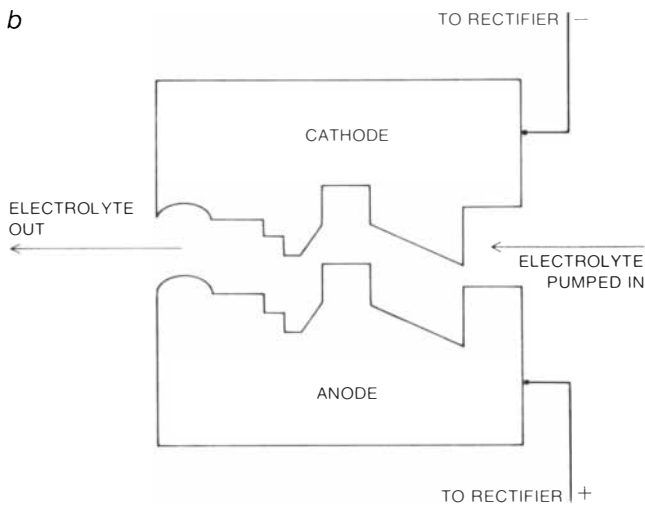 b
TO RECTIFIER −
CATHODE
ELECTROLYTE
OUT
ELECTROLYTE
PUMPED IN
ANODE
TO RECTIFIER +